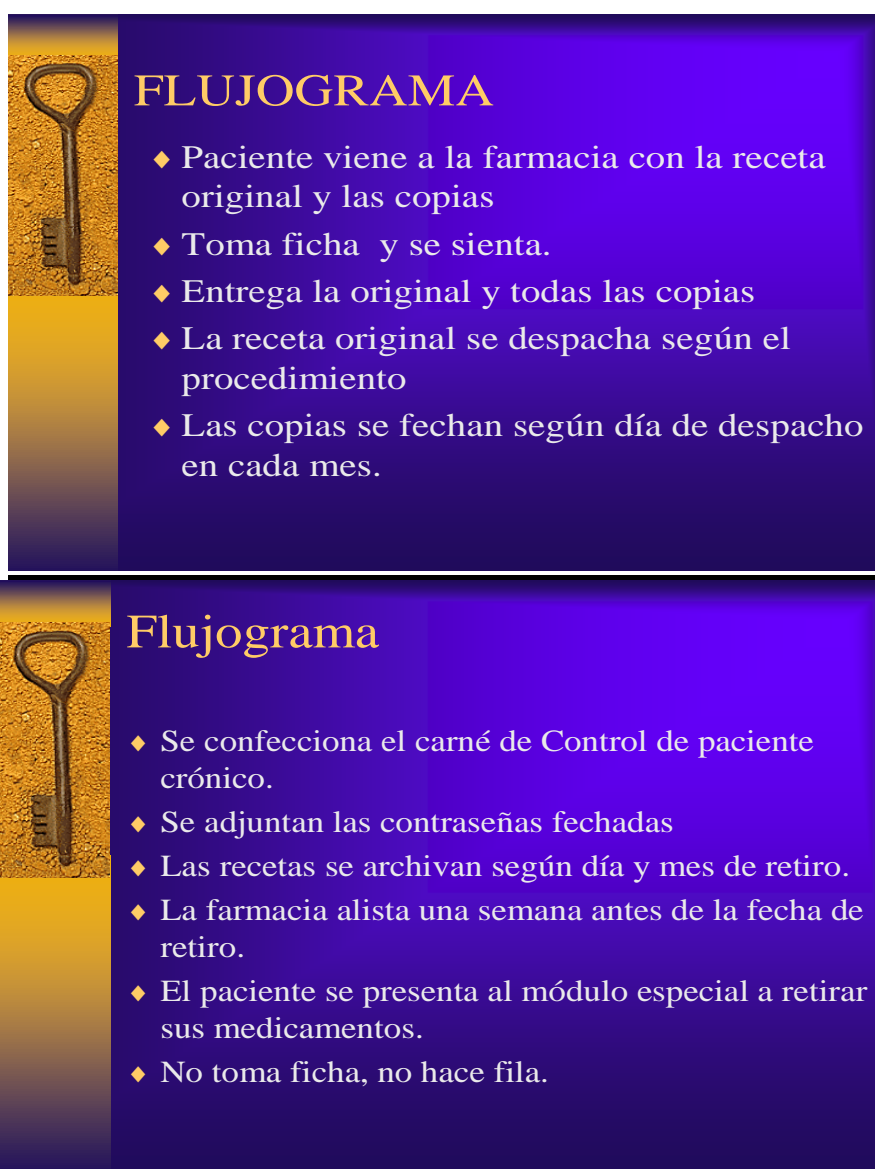 FLUJOGRAMA
◆ Paciente viene a la farmacia con la receta
original y las copias
◆ Toma ficha y se sienta.
◆ Entrega la original y todas las copias
◆ La receta original se despacha según el
procedimiento
◆ Las copias se fechan según día de despacho
en cada mes.
Flujograma
◆ Se confecciona el carné de Control de paciente
crónico.
◆ Se adjuntan las contraseñas fechadas
◆ Las recetas se archivan según día y mes de retiro.
◆ La farmacia alista una semana antes de la fecha de
retiro.
◆ El paciente se presenta al módulo especial a retirar
sus medicamentos.
◆ No toma ficha, no hace fila.